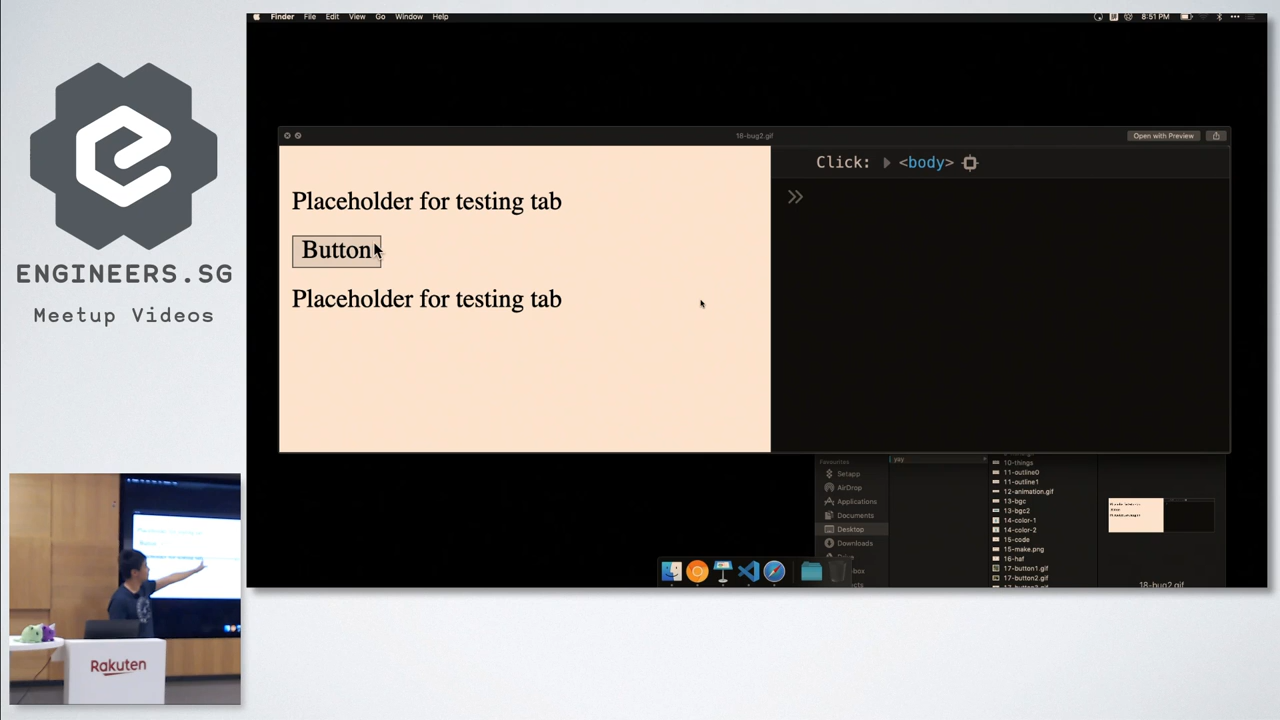 Finder File Edit View Go Window Help
8:51 PM
18-bug2.gif
Open with Preview
Placeholder for testing tab
Button
Placeholder for testing tab
Click: <body>
ENGINEERS.SG
Meetup Videos
Favourites
Setapp
AirDrop
Applications
Documents
Desktop
Downloads
yay
10-things
11-outline0
11-outline1
12-animation.gif
13-bgc
13-bgc2
14-color-1
14-color-2
15-code
15-make.png
16-haf
17-button1.gif
17-button2.gif
18-bug2.gif
Rakuten